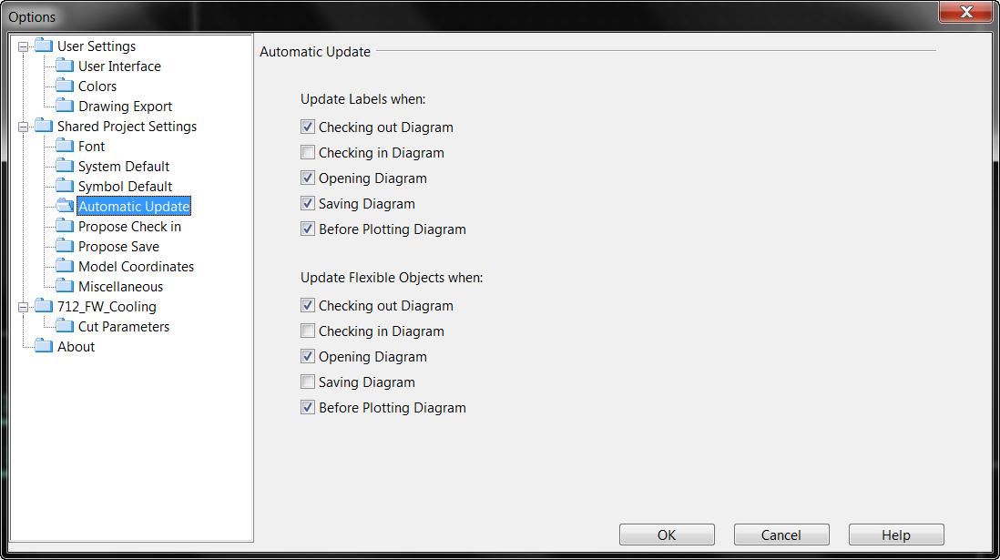 Options
User Settings
User Interface
Colors
Drawing Export
Shared Project Settings
Font
System Default
Symbol Default
Automatic Update
Propose Check in
Propose Save
Model Coordinates
Miscellaneous
712_FW_Cooling
Cut Parameters
About
Automatic Update
Update Labels when:
Checking out Diagram
Checking in Diagram
Opening Diagram
Saving Diagram
Before Plotting Diagram
Update Flexible Objects when:
Checking out Diagram
Checking in Diagram
Opening Diagram
Saving Diagram
Before Plotting Diagram
OK Cancel Help